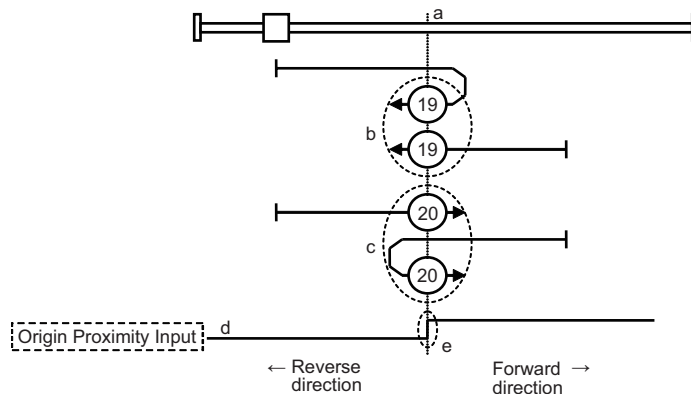 a
19
b
19
20
c
20
d
Origin Proximity Input
e
← Reverse
direction
Forward →
direction